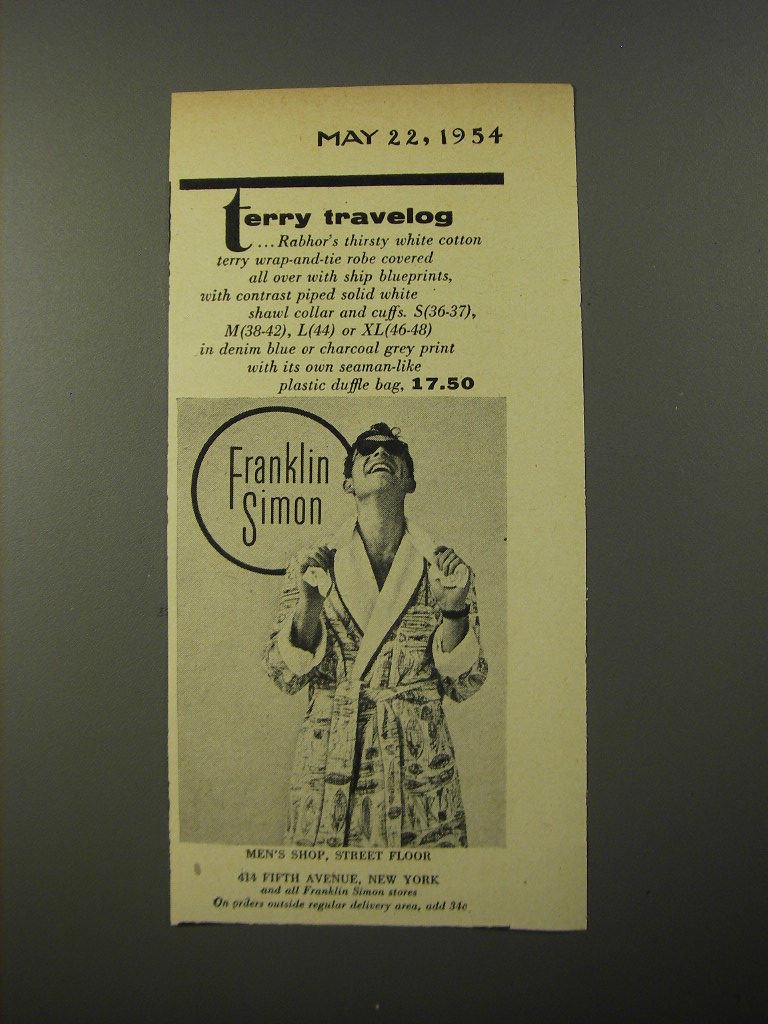 MAY 22, 1954
terry travelog
...Rabhor's thirsty white cotton
terry wrap-and-tie robe covered
all over with ship blueprints,
with contrast piped solid white
shawl collar and cuffs. S(36-37),
M(38-42), L(44) or XL(46-48)
in denim blue or charcoal grey print
with its own seaman-like
plastic duffle bag, 17.50
Franklin
Simon
MEN'S SHOP, STREET FLOOR
414 FIFTH AVENUE, NEW YORK
and all Franklin Simon stores
On orders outside regular delivery area, add 34c